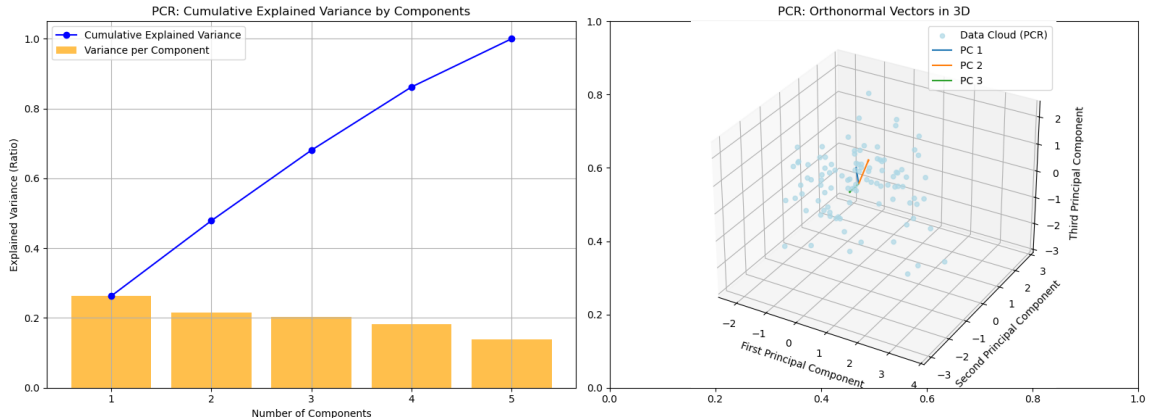 PCR: Cumulative Explained Variance by Components
Cumulative Explained Variance
Variance per Component
1.0
0.8
0.6
0.4
0.2
0.0
Explained Variance (Ratio)
1 2 3 4 5
Number of Components
PCR: Orthonormal Vectors in 3D
Data Cloud (PCR)
PC 1
PC 2
PC 3
1.0
0.8
0.6
0.4
0.2
0.0
0.0 0.2 0.4 0.6 0.8 1.0
−2 −1 0 1 2 3 4
First Principal Component
−3 −2 −1 0 1 2 3
Second Principal Component
2
1
0
−1
−2
−3
Third Principal Component